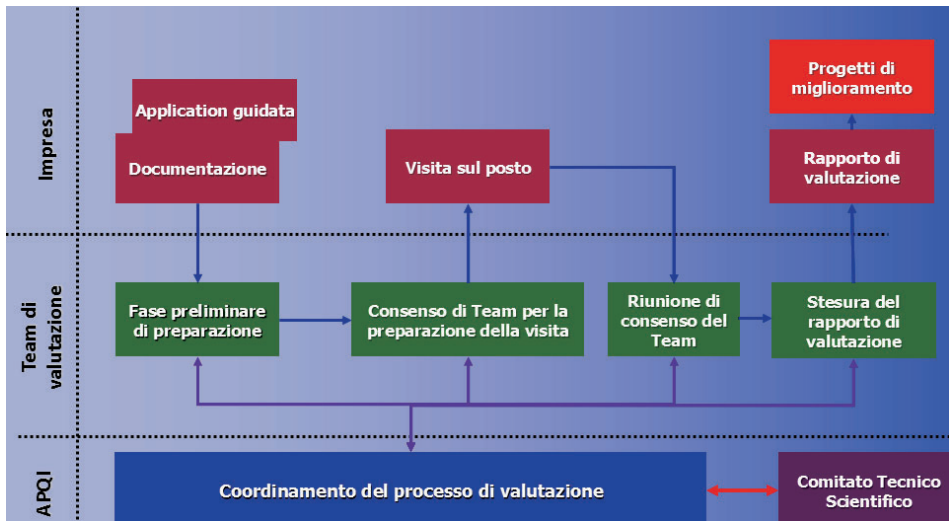 Impresa
Application guidata
Documentazione
Visita sul posto
Progetti di
miglioramento
Rapporto di
valutazione
Team di
valutazione
Fase preliminare
di preparazione
Consenso di Team per la
preparazione della visita
Riunione di
consenso del
Team
Stesura del
rapporto di
valutazione
APQI
Coordinamento del processo di valutazione
Comitato Tecnico
Scientifico